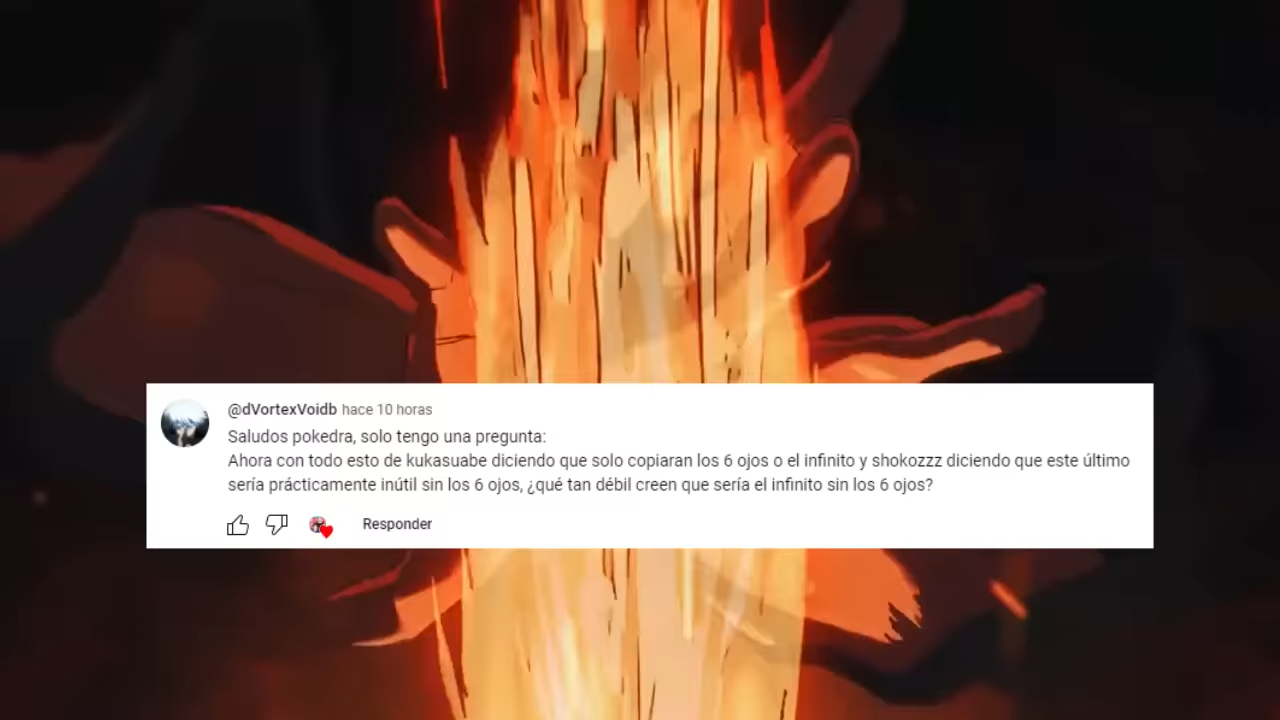 @dVortexVoidb hace 10 horas
Saludos pokedra, solo tengo una pregunta:
Ahora con todo esto de kukasuabe diciendo que solo copiaran los 6 ojos o el infinito y shokozzz diciendo que este último
sería prácticamente inútil sin los 6 ojos, ¿qué tan débil creen que sería el infinito sin los 6 ojos?
Responder